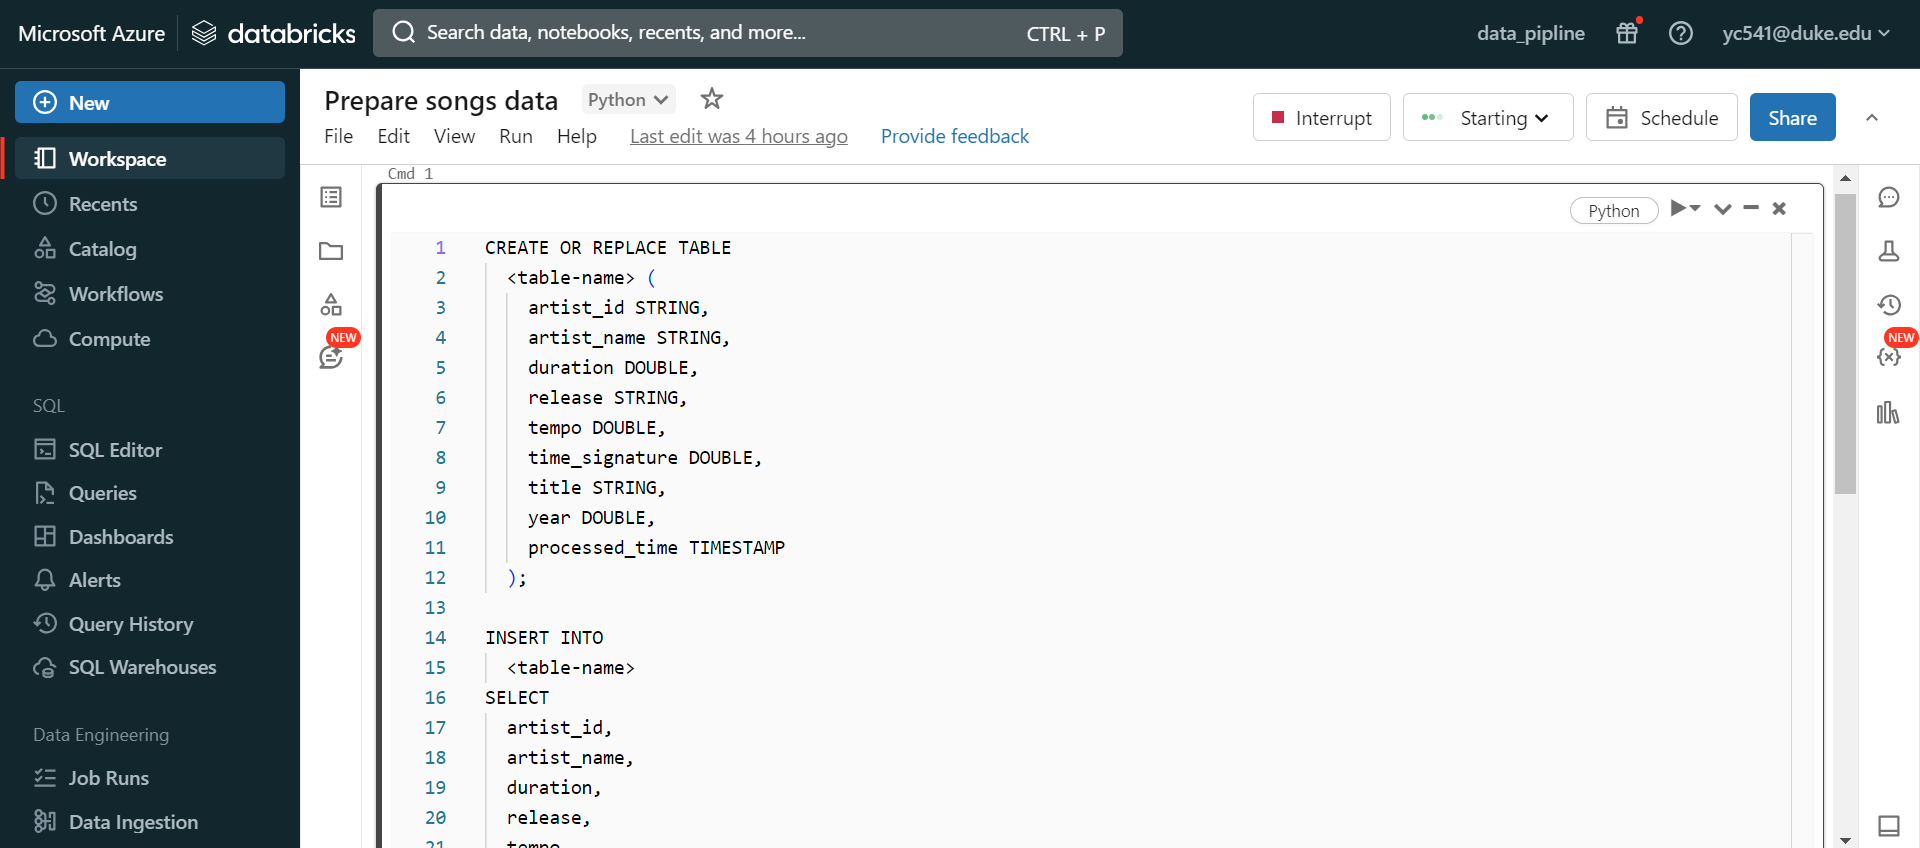 Microsoft Azure databricks Search data, notebooks, recents, and more... CTRL + P data_pipline yc541@duke.edu
New
Workspace
Recents
Catalog
Workflows
Compute
SQL
SQL Editor
Queries
Dashboards
Alerts
Query History
SQL Warehouses
Data Engineering
Job Runs
Data Ingestion
Prepare songs data Python
File Edit View Run Help Last edit was 4 hours ago Provide feedback
Interrupt Starting Schedule Share
NEW
Cmd 1
Python
1 CREATE OR REPLACE TABLE
2 <table-name> (
3 artist_id STRING,
4 artist_name STRING,
5 duration DOUBLE,
6 release STRING,
7 tempo DOUBLE,
8 time_signature DOUBLE,
9 title STRING,
10 year DOUBLE,
11 processed_time TIMESTAMP
12 );
13
14 INSERT INTO
15 <table-name>
16 SELECT
17 artist_id,
18 artist_name,
19 duration,
20 release,
21 tempo
NEW